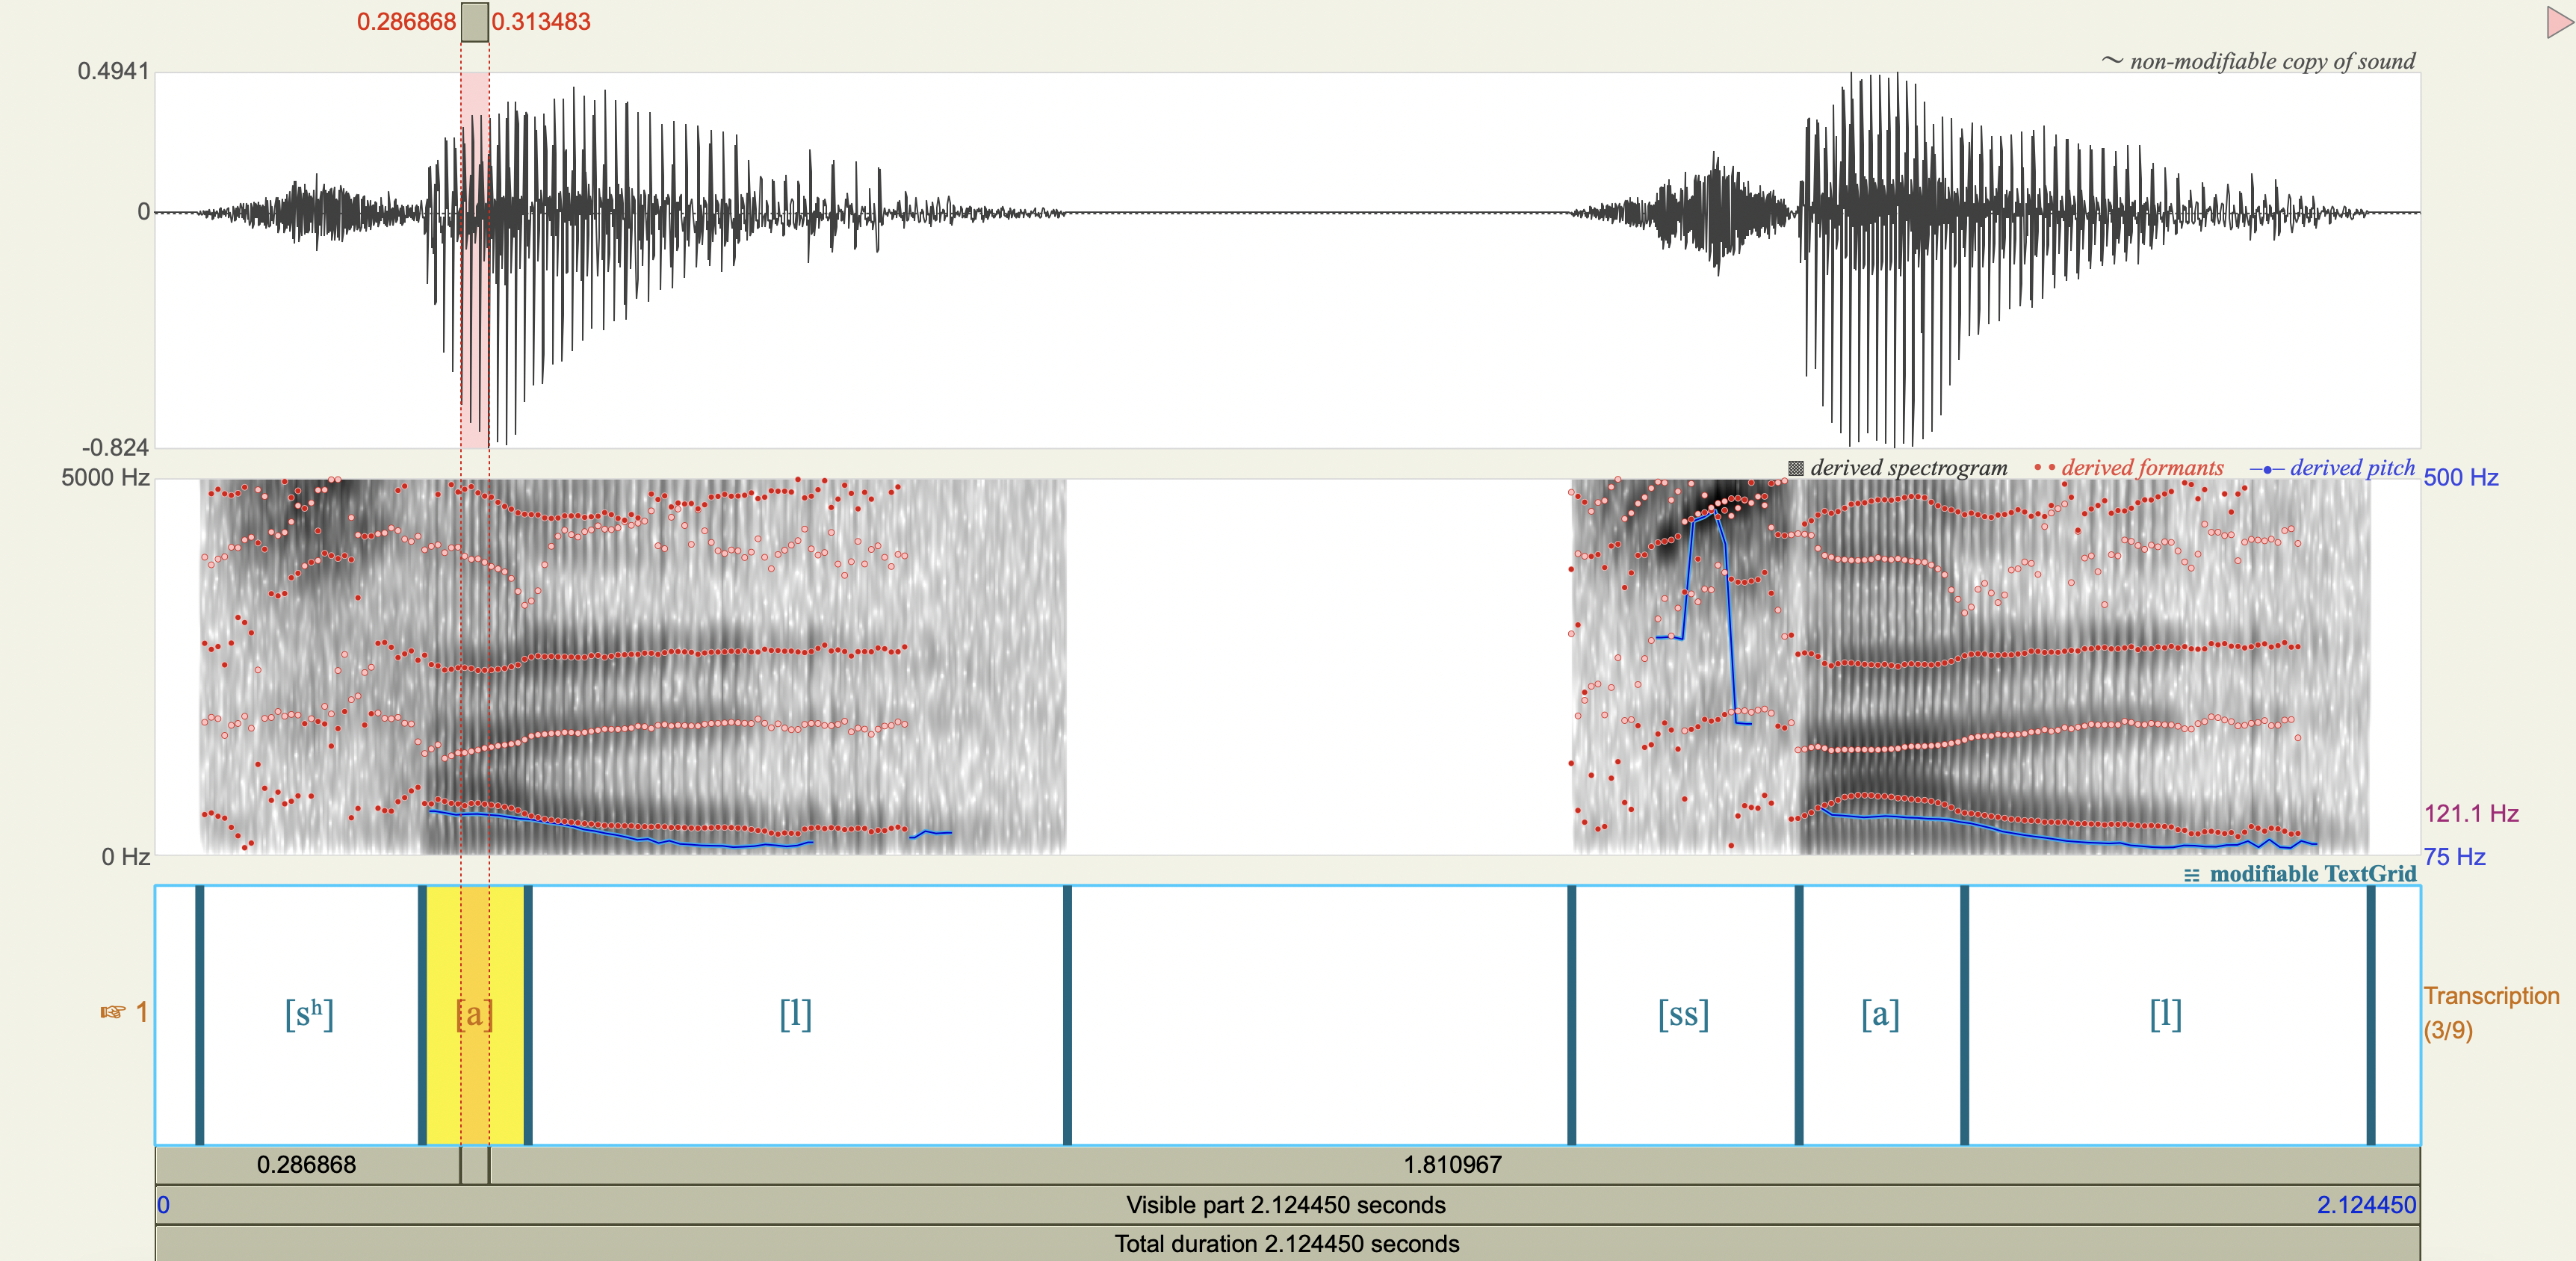 0.286868 0.313483
0.4941
~ non-modifiable copy of sound
0
-0.824
5000 Hz
derived spectrogram derived formants derived pitch
500 Hz
121.1 Hz
0 Hz
75 Hz
modifiable TextGrid
☞ 1
[sʰ] [a] [l] [ss] [a] [l]
Transcription
(3/9)
0.286868 1.810967
0 Visible part 2.124450 seconds 2.124450
Total duration 2.124450 seconds